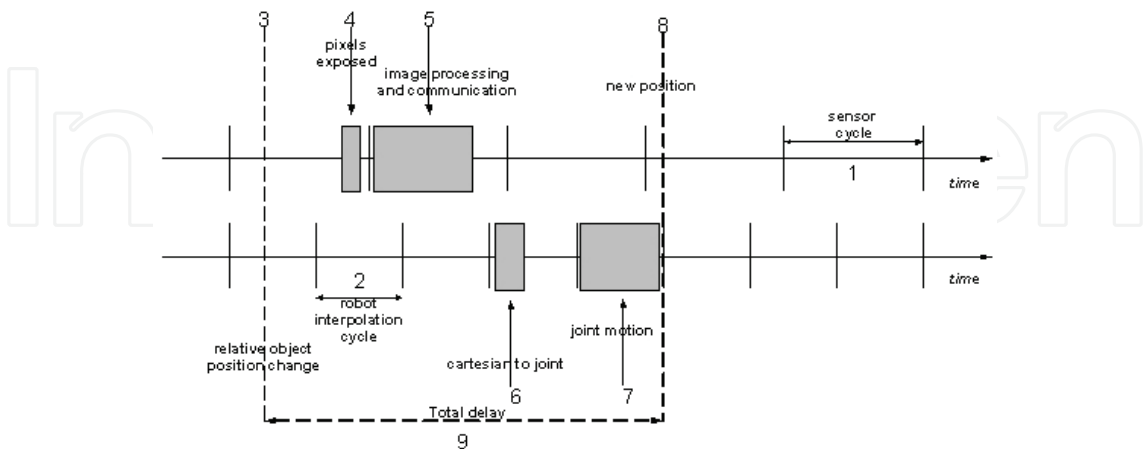 3
4
5
8
pixels
exposed
image processing
and communication
new position
sensor
cycle
1
time
2
robot
interpolation
cycle
time
relative object
position change
cartesian to joint
joint motion
6
7
Total delay
9